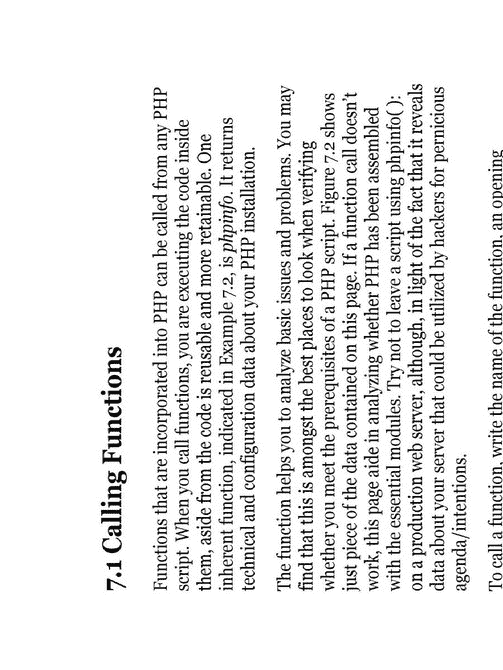 7.1 Calling Functions
Functions that are incorporated into PHP can be called from any PHP
script. When you call functions, you are executing the code inside
them, aside from the code is reusable and more retainable. One
inherent function, indicated in Example 7.2, is phpinfo. It returns
technical and configuration data about your PHP installation.
The function helps you to analyze basic issues and problems. You may
find that this is amongst the best places to look when verifying
whether you meet the prerequisites of a PHP script. Figure 7.2 shows
just piece of the data contained on this page. If a function call doesn't
work, this page aide in analyzing whether PHP has been assembled
with the essential modules. Try not to leave a script using phpinfo():
on a production web server, although, in light of the fact that it reveals
data about your server that could be utilized by hackers for pernicious
agenda/intentions.
To call a function, write the name of the function, an opening